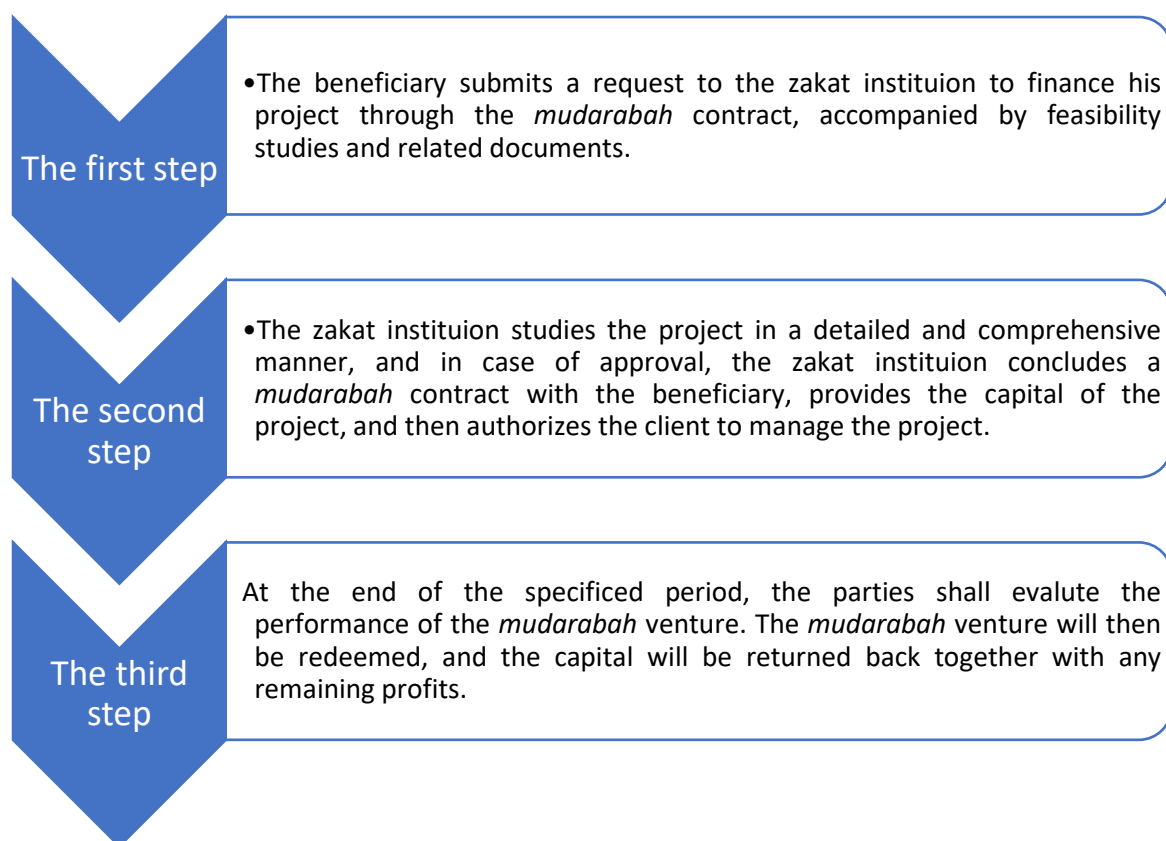 The first step
•The beneficiary submits a request to the zakat instituion to finance his
project through the mudarabah contract, accompanied by feasibility
studies and related documents.
The second
step
•The zakat instituion studies the project in a detailed and comprehensive
manner, and in case of approval, the zakat instituion concludes a
mudarabah contract with the beneficiary, provides the capital of the
project, and then authorizes the client to manage the project.
The third
step
At the end of the specificed period, the parties shall evalute the
performance of the mudarabah venture. The mudarabah venture will then
be redeemed, and the capital will be returned back together with any
remaining profits.